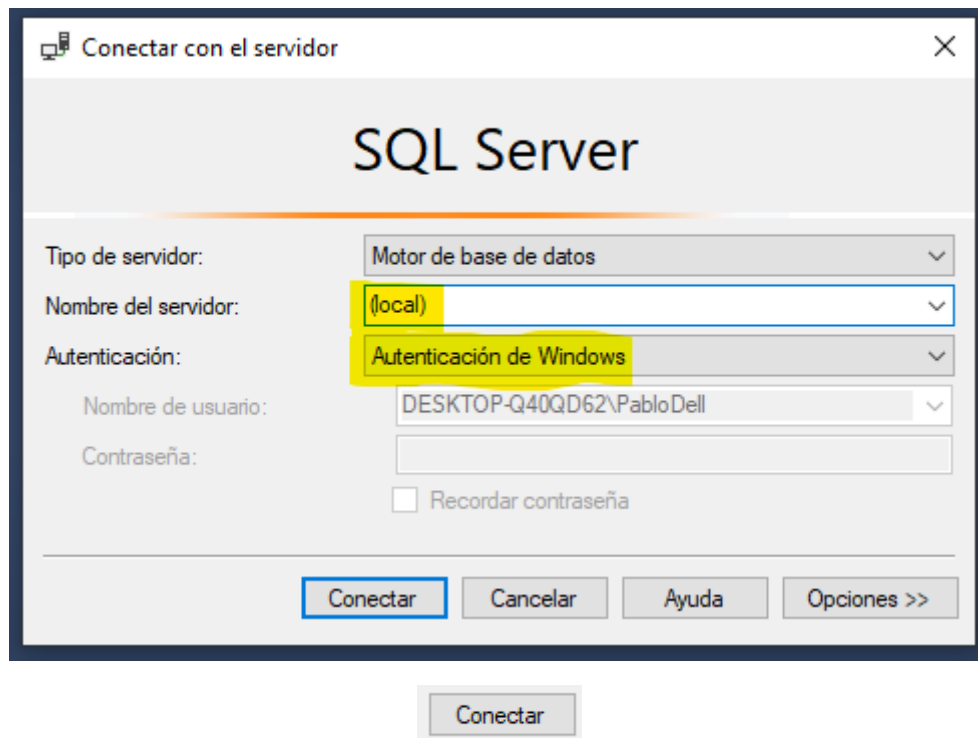 Conectar con el servidor
SQL Server
Tipo de servidor: Motor de base de datos
Nombre del servidor: (local)
Autenticación: Autenticación de Windows
Nombre de usuario: DESKTOP-Q40QD62\PabloDell
Contraseña:
Recordar contraseña
Conectar Cancelar Ayuda Opciones >>
Conectar